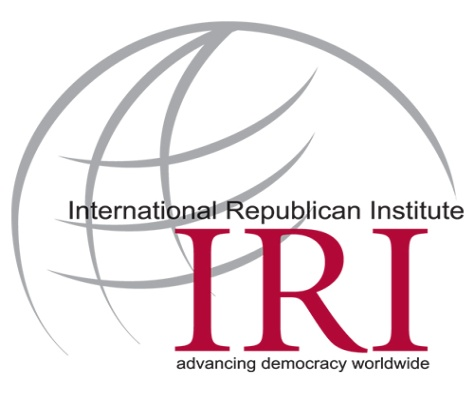 International Republican Institute
IRI
advancing democracy worldwide